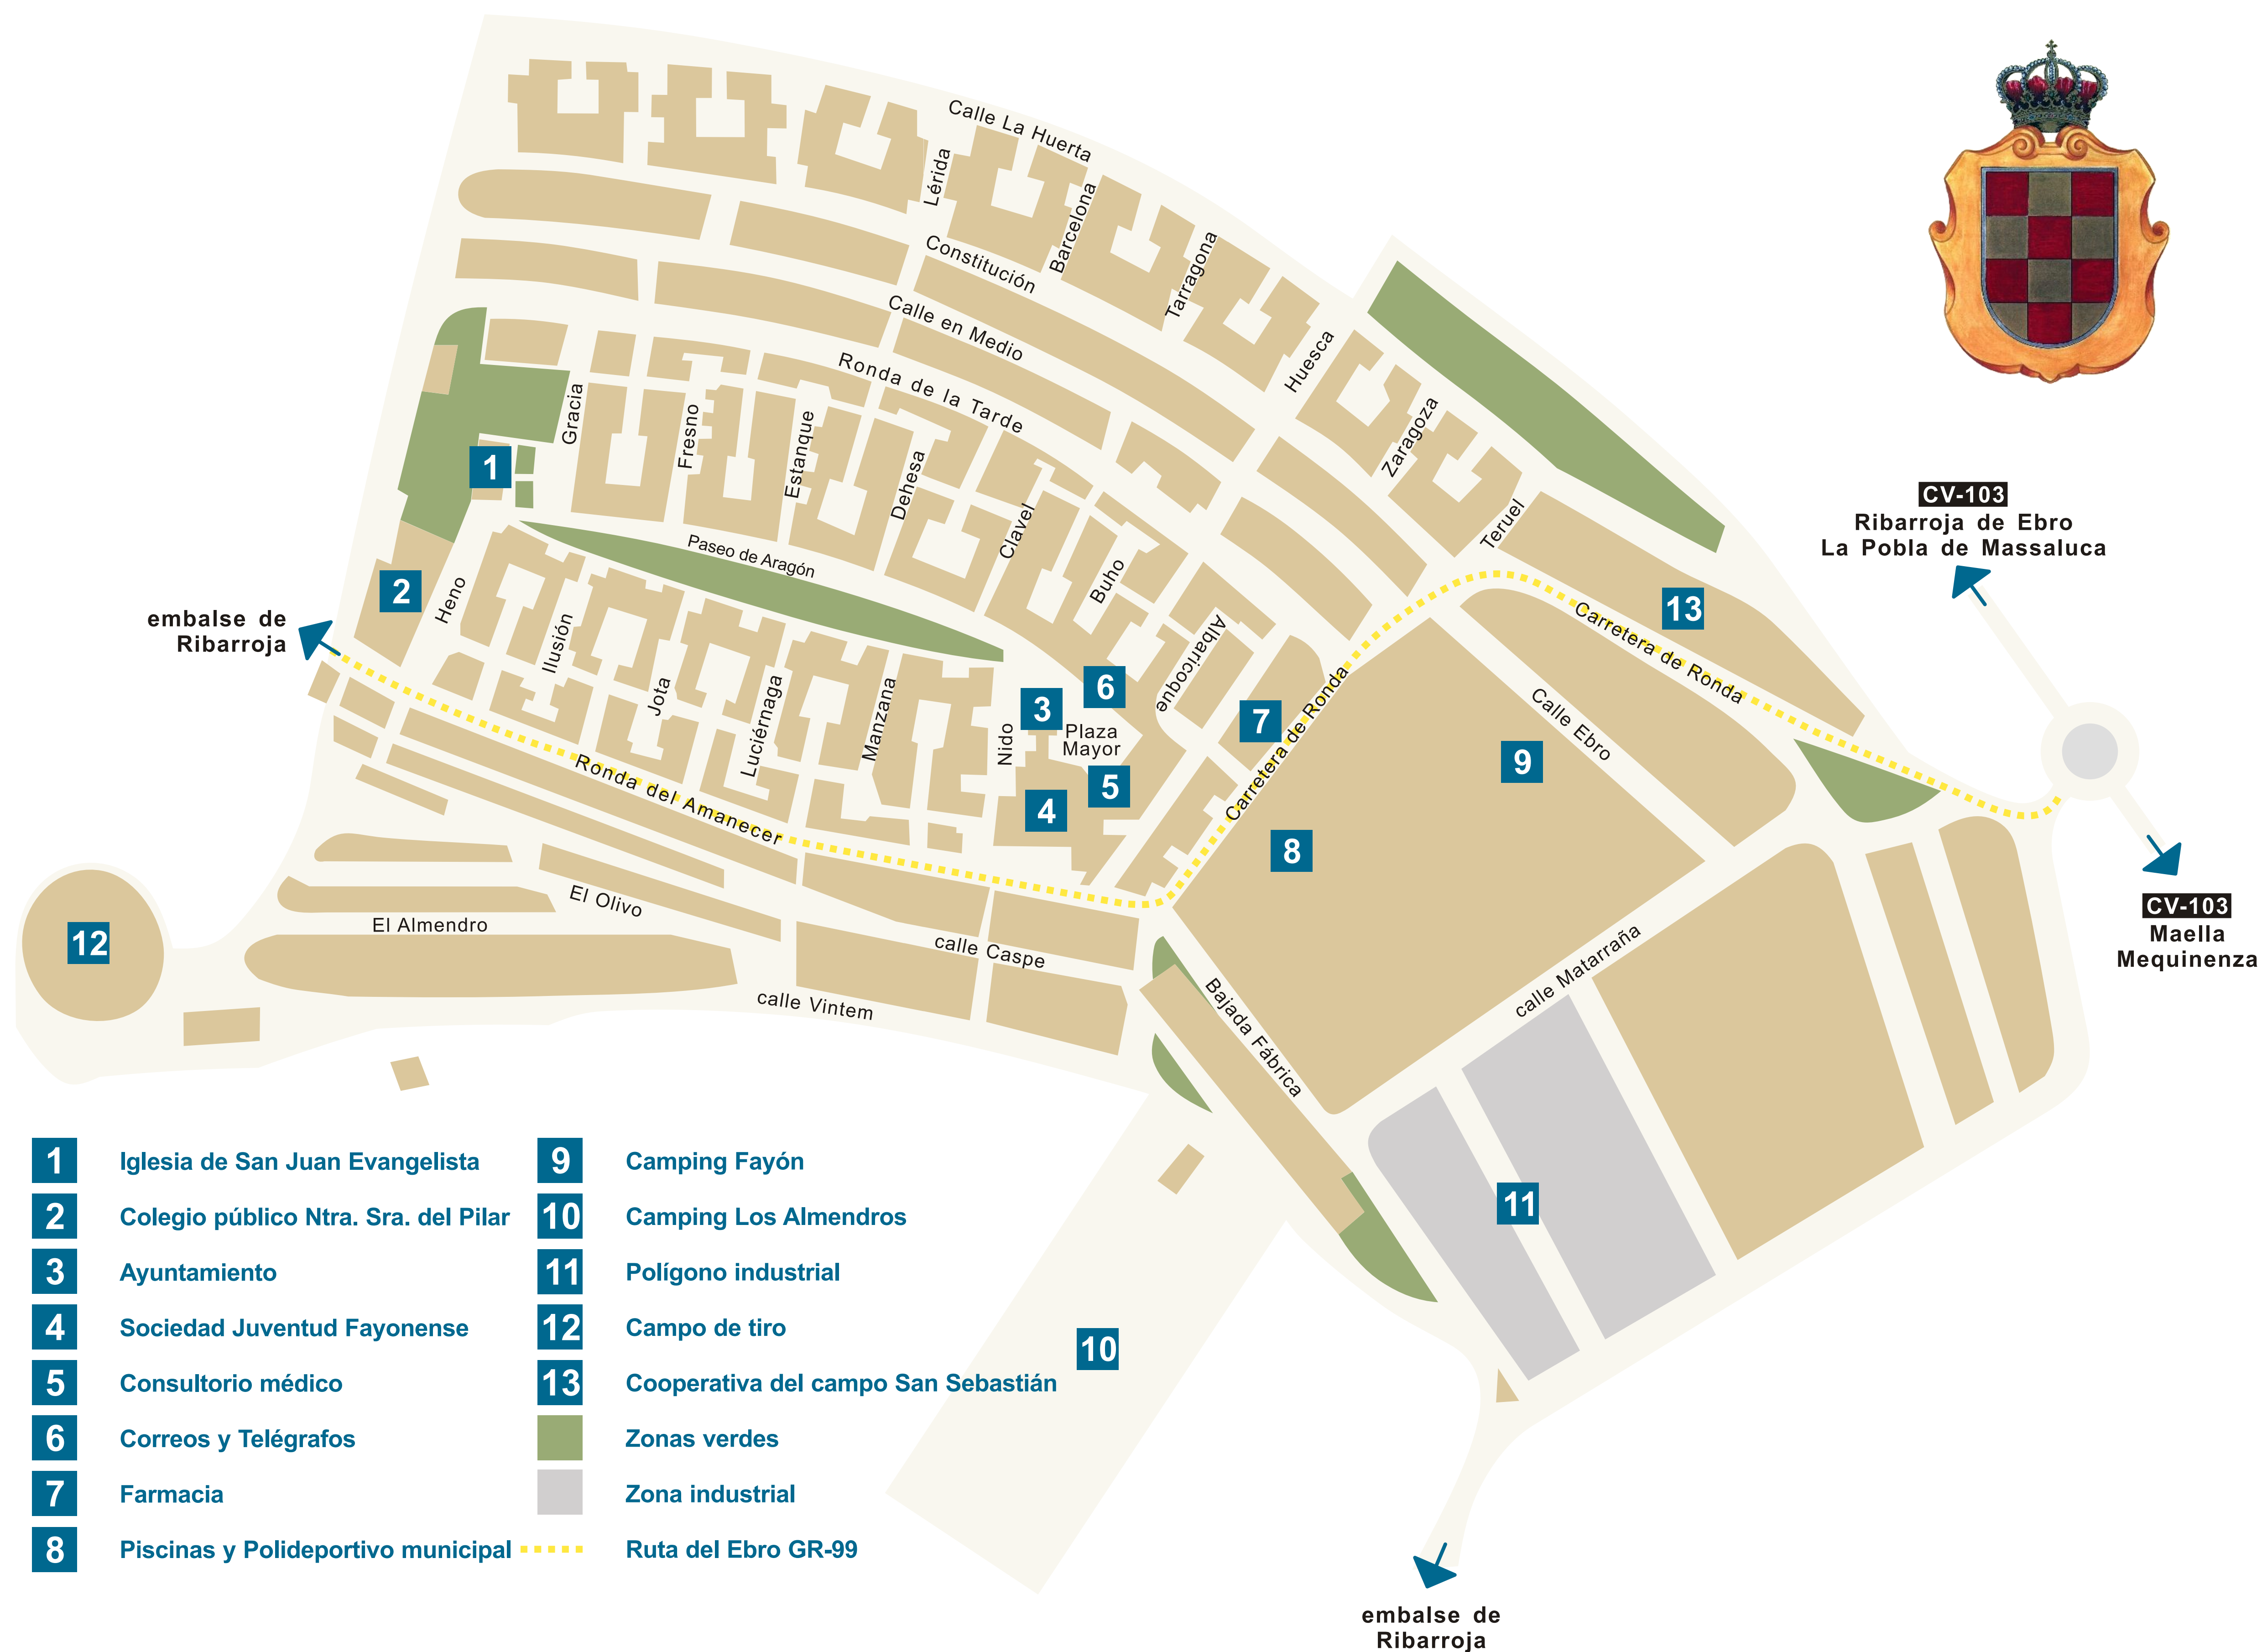 Calle La Huerta
Lérida
Barcelona
Tarragona
Constitución
Calle en Medio
Ronda de la Tarde
Huesca
Zaragoza
Teruel
Gracia
Fresno
Estanque
Dehesa
Clavel
Buho
Albaricoque
Paseo de Aragón
1
2
Heno
Ilusión
Jota
Luciérnaga
Manzana
Nido
3
6
Plaza
Mayor
5
4
7
Carretera de Ronda
8
9
Calle Ebro
Carretera de Ronda
13
CV-103
Ribarroja de Ebro
La Pobla de Massaluca
CV-103
Maella
Mequinenza
embalse de
Ribarroja
Ronda del Amanecer
El Olivo
El Almendro
12
calle Caspe
calle Vintem
Bajada Fábrica
calle Matarraña
11
10
embalse de
Ribarroja
1 Iglesia de San Juan Evangelista
2 Colegio público Ntra. Sra. del Pilar
3 Ayuntamiento
4 Sociedad Juventud Fayonense
5 Consultorio médico
6 Correos y Telégrafos
7 Farmacia
8 Piscinas y Polideportivo municipal
9 Camping Fayón
10 Camping Los Almendros
11 Polígono industrial
12 Campo de tiro
13 Cooperativa del campo San Sebastián
Zonas verdes
Zona industrial
Ruta del Ebro GR-99